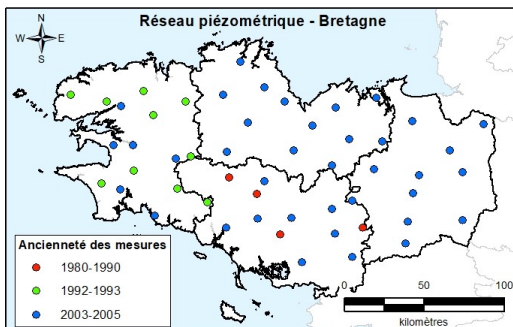 Réseau piézométrique - Bretagne
N
W E
S
Ancienneté des mesures
1980-1990
1992-1993
2003-2005
0 50 100
kilomètres